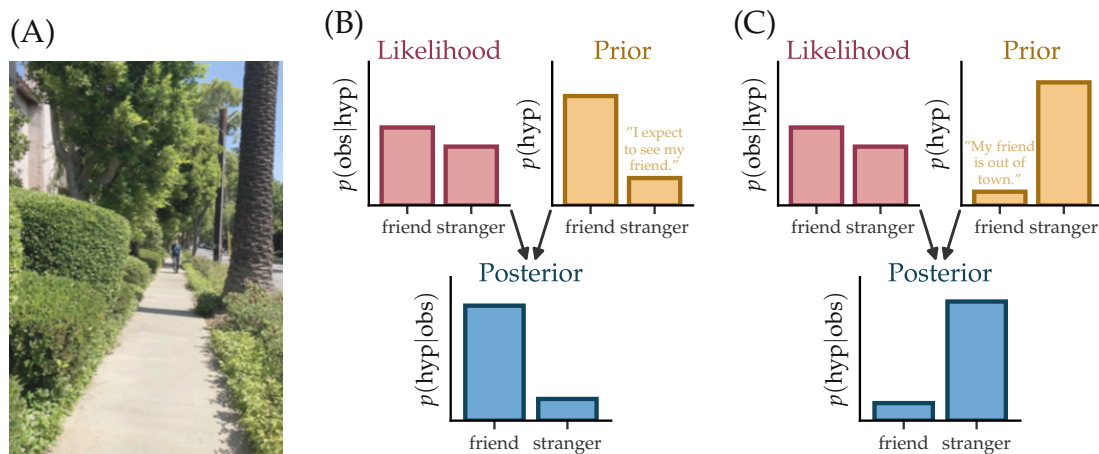 (A)
(B)
Likelihood
p(obs|hyp)
friend stranger
Prior
p(hyp)
"I expect
to see my
friend."
friend stranger
Posterior
p(hyp|obs)
friend stranger
(C)
Likelihood
p(obs|hyp)
friend stranger
Prior
p(hyp)
"My friend
is out of
town."
friend stranger
Posterior
p(hyp|obs)
friend stranger